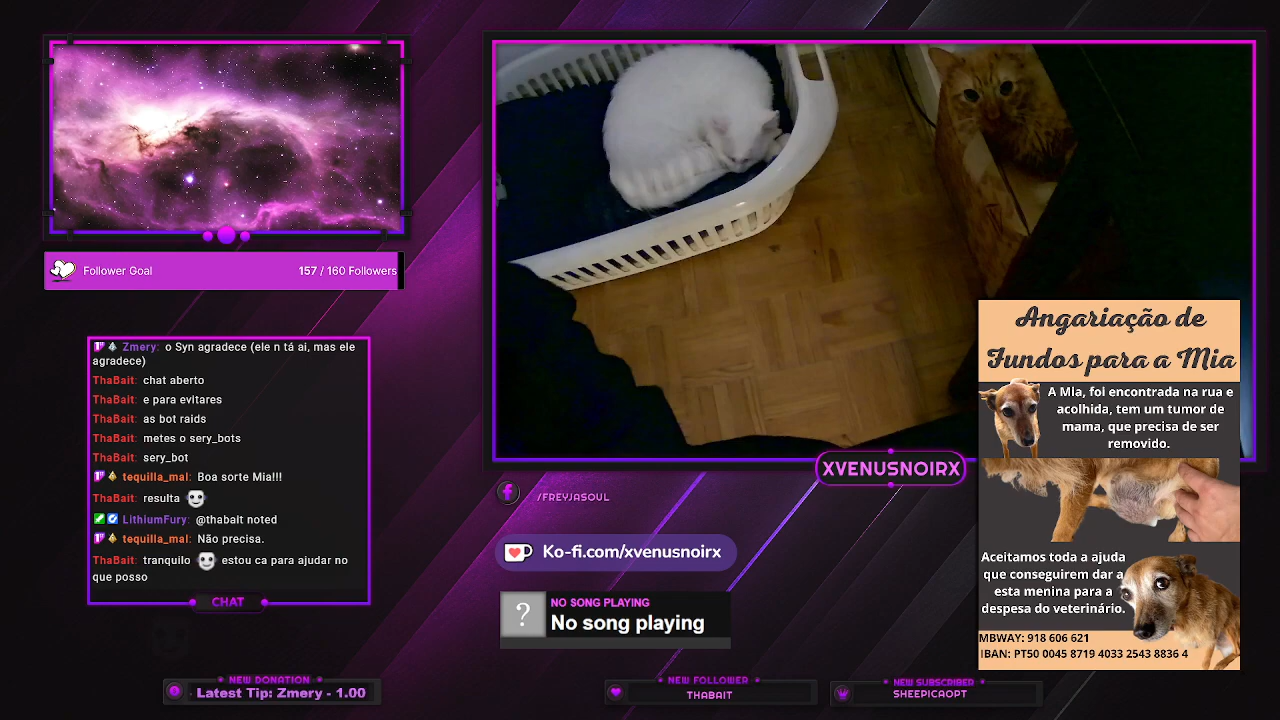 Follower Goal
157 / 160 Followers
Zmery: o Syn agradece (ele n tá ai, mas ele
agradece)
ThaBait: chat aberto
ThaBait: e para evitares
ThaBait: as bot raids
ThaBait: metes o sery_bots
ThaBait: sery_bot
tequilla_mal: Boa sorte Mia!!!
ThaBait: resulta
LithiumFury: @thabait noted
tequilla_mal: Não precisa.
ThaBait: tranquilo estou ca para ajudar no
que posso
CHAT
XVENUSNOIRX
/FREYJASOUL
Ko-fi.com/xvenusnoirx
?
NO SONG PLAYING
No song playing
Angariação de
Fundos para a Mia
A Mia, foi encontrada na rua e
acolhida, tem um tumor de
mama, que precisa de ser
removido.
Aceitamos toda a ajuda
que conseguirem dar a
esta menina para a
despesa do veterinário.
MBWAY: 918 606 621
IBAN: PT50 0045 8719 4033 2543 8836 4
NEW DONATION
Latest Tip: Zmery - 1.00
NEW FOLLOWER
THABAIT
NEW SUBSCRIBER
SHEEPICAOPT